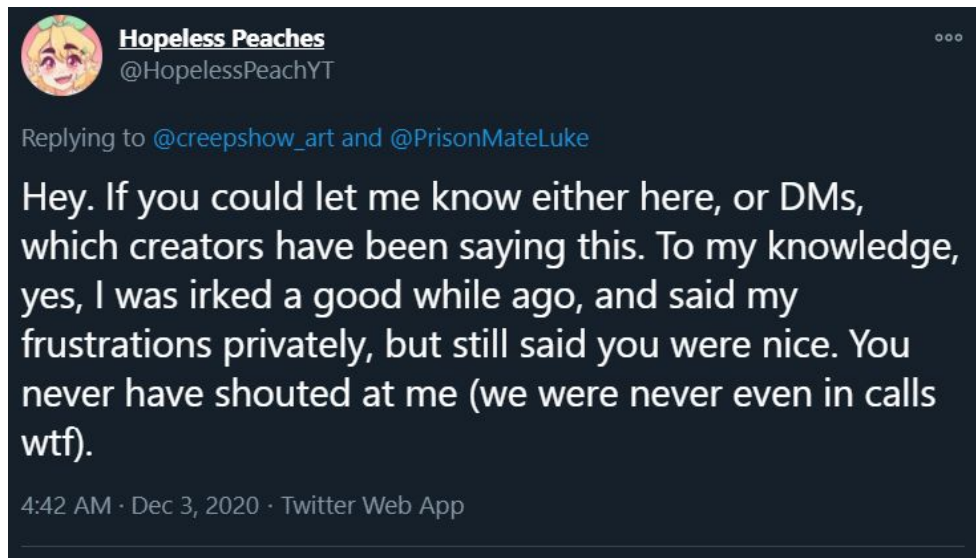 Hopeless Peaches
@HopelessPeachYT
Replying to @creepshow_art and @PrisonMateLuke
Hey. If you could let me know either here, or DMs,
which creators have been saying this. To my knowledge,
yes, I was irked a good while ago, and said my
frustrations privately, but still said you were nice. You
never have shouted at me (we were never even in calls
wtf).
4:42 AM · Dec 3, 2020 · Twitter Web App